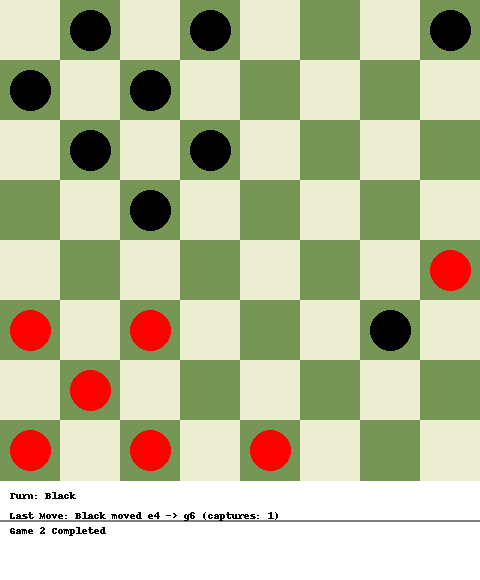 Turn: Black
Last Move: Black moved e4 -> g6 (captures: 1)
Game 2 Completed